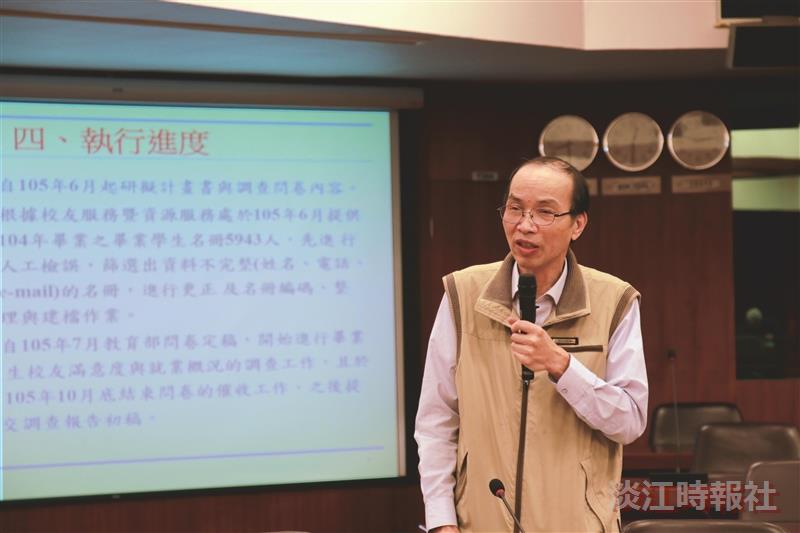 四、執行進度
自105年6月起研擬計畫書與調查問卷內容。
根據校友服務暨資源服務處於105年6月提供
104年畢業之畢業學生名冊5943人，先進行
人工檢誤，篩選出資料不完整(姓名、電話、
e-mail)的名冊，進行更正及名冊編碼、整
理與建檔作業。
自105年7月教育部問卷定稿，開始進行畢業
生校友滿意度與就業概況的調查工作，且於
105年10月底結束問卷的催收工作，之後提
交調查報告初稿。
淡江時報社